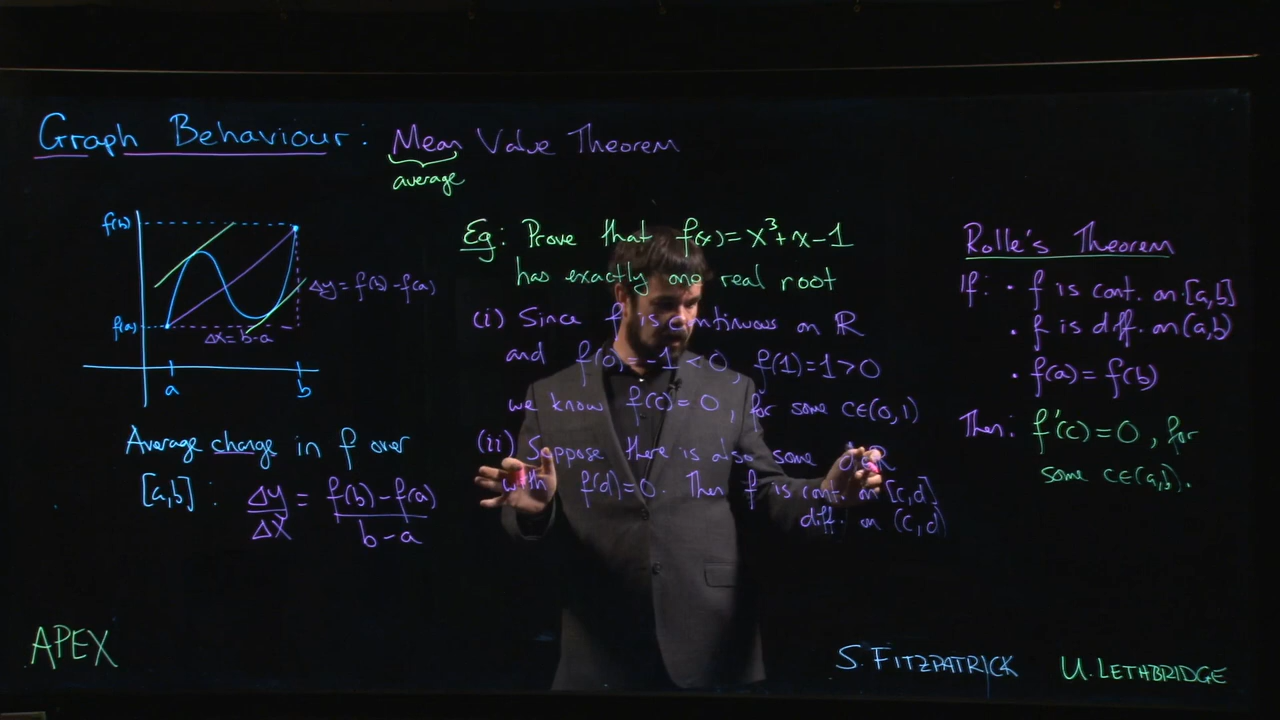 Graph Behaviour: Mean Value Theorem
average
f(b)
f(a)
Δy = f(b) - f(a)
Δx = b - a
a
b
Average change in f over
[a,b]: Δy/Δx = (f(b) - f(a))/(b - a)
Eg: Prove that f(x) = x³ + x - 1
has exactly one real root
(i) Since f is continuous on ℝ
and f(0) = -1 < 0, f(1) = 1 > 0
we know f(c) = 0, for some c∈(0,1)
(ii) Suppose there is also some d∈ℝ
with f(d) = 0. Then f is cont. on [c,d]
diff. on (c,d)
Rolle's Theorem
If: · f is cont. on [a,b]
· f is diff. on (a,b)
· f(a) = f(b)
Then: f'(c) = 0, for
some c∈(a,b).
APEX
S. FITZPATRICK
U. LETHBRIDGE